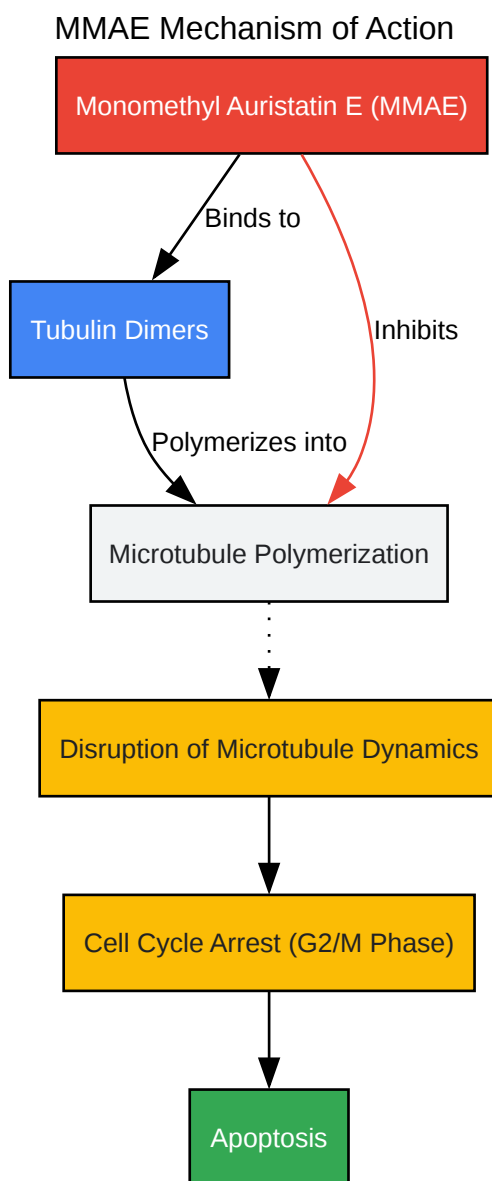 MMAE Mechanism of Action
Monomethyl Auristatin E (MMAE)
Binds to
Tubulin Dimers
Inhibits
Polymerizes into
Microtubule Polymerization
Disruption of Microtubule Dynamics
Cell Cycle Arrest (G2/M Phase)
Apoptosis